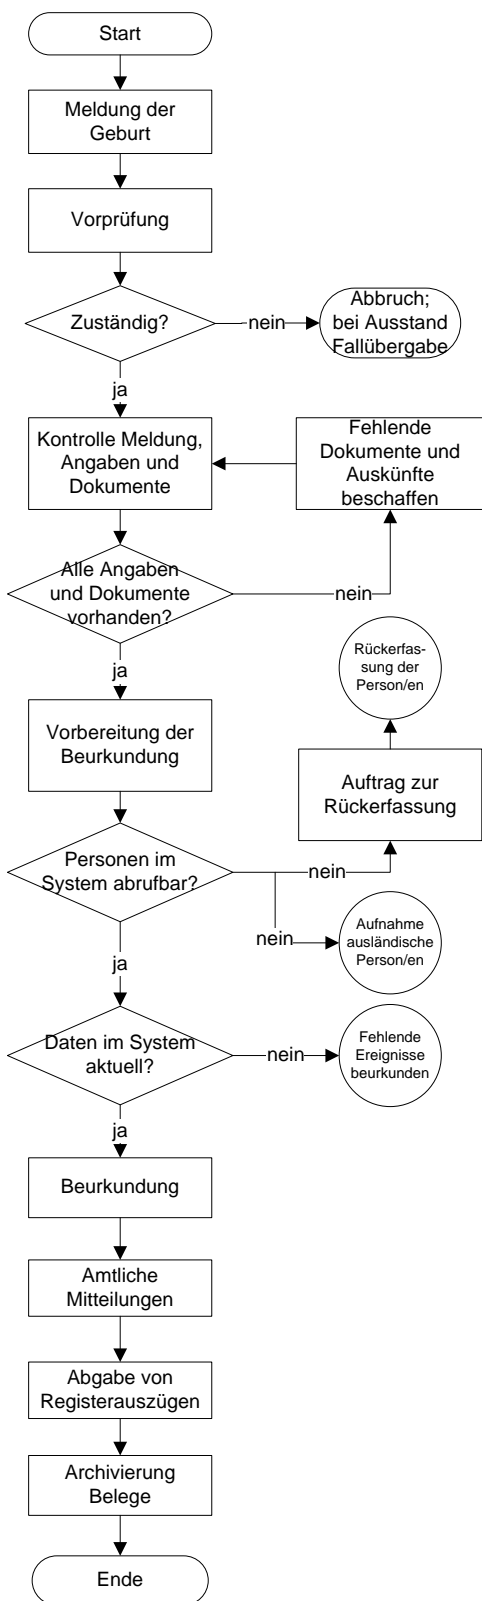 Start
Meldung der
Geburt
Vorprüfung
Zuständig?
nein
Abbruch;
bei Ausstand
Fallübergabe
ja
Kontrolle Meldung,
Angaben und
Dokumente
Fehlende
Dokumente und
Auskünfte
beschaffen
Alle Angaben
und Dokumente
vorhanden?
nein
ja
Rückerfas-
sung der
Person/en
Vorbereitung der
Beurkundung
Auftrag zur
Rückerfassung
Personen im
System abrufbar?
nein
nein
Aufnahme
ausländische
Person/en
ja
Daten im System
aktuell?
nein
Fehlende
Ereignisse
beurkunden
ja
Beurkundung
Amtliche
Mitteilungen
Abgabe von
Registerauszügen
Archivierung
Belege
Ende